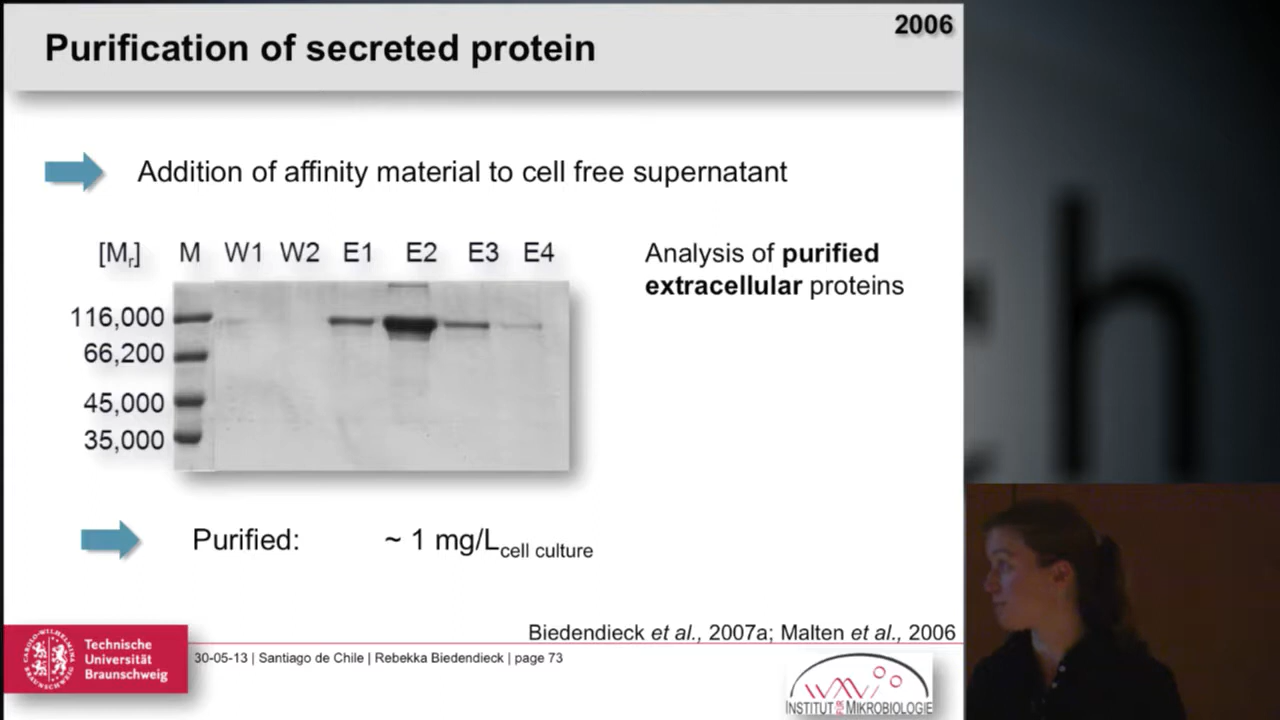 2006
Purification of secreted protein
Addition of affinity material to cell free supernatant
[Mr] M W1 W2 E1 E2 E3 E4
116,000
66,200
45,000
35,000
Analysis of purified
extracellular proteins
Purified: ~ 1 mg/Lcell culture
Biedendieck et al., 2007a; Malten et al., 2006
Technische
Universität
Braunschweig
30-05-13 | Santiago de Chile | Rebekka Biedendieck | page 73
INSTITUT FÜR MIKROBIOLOGIE
h